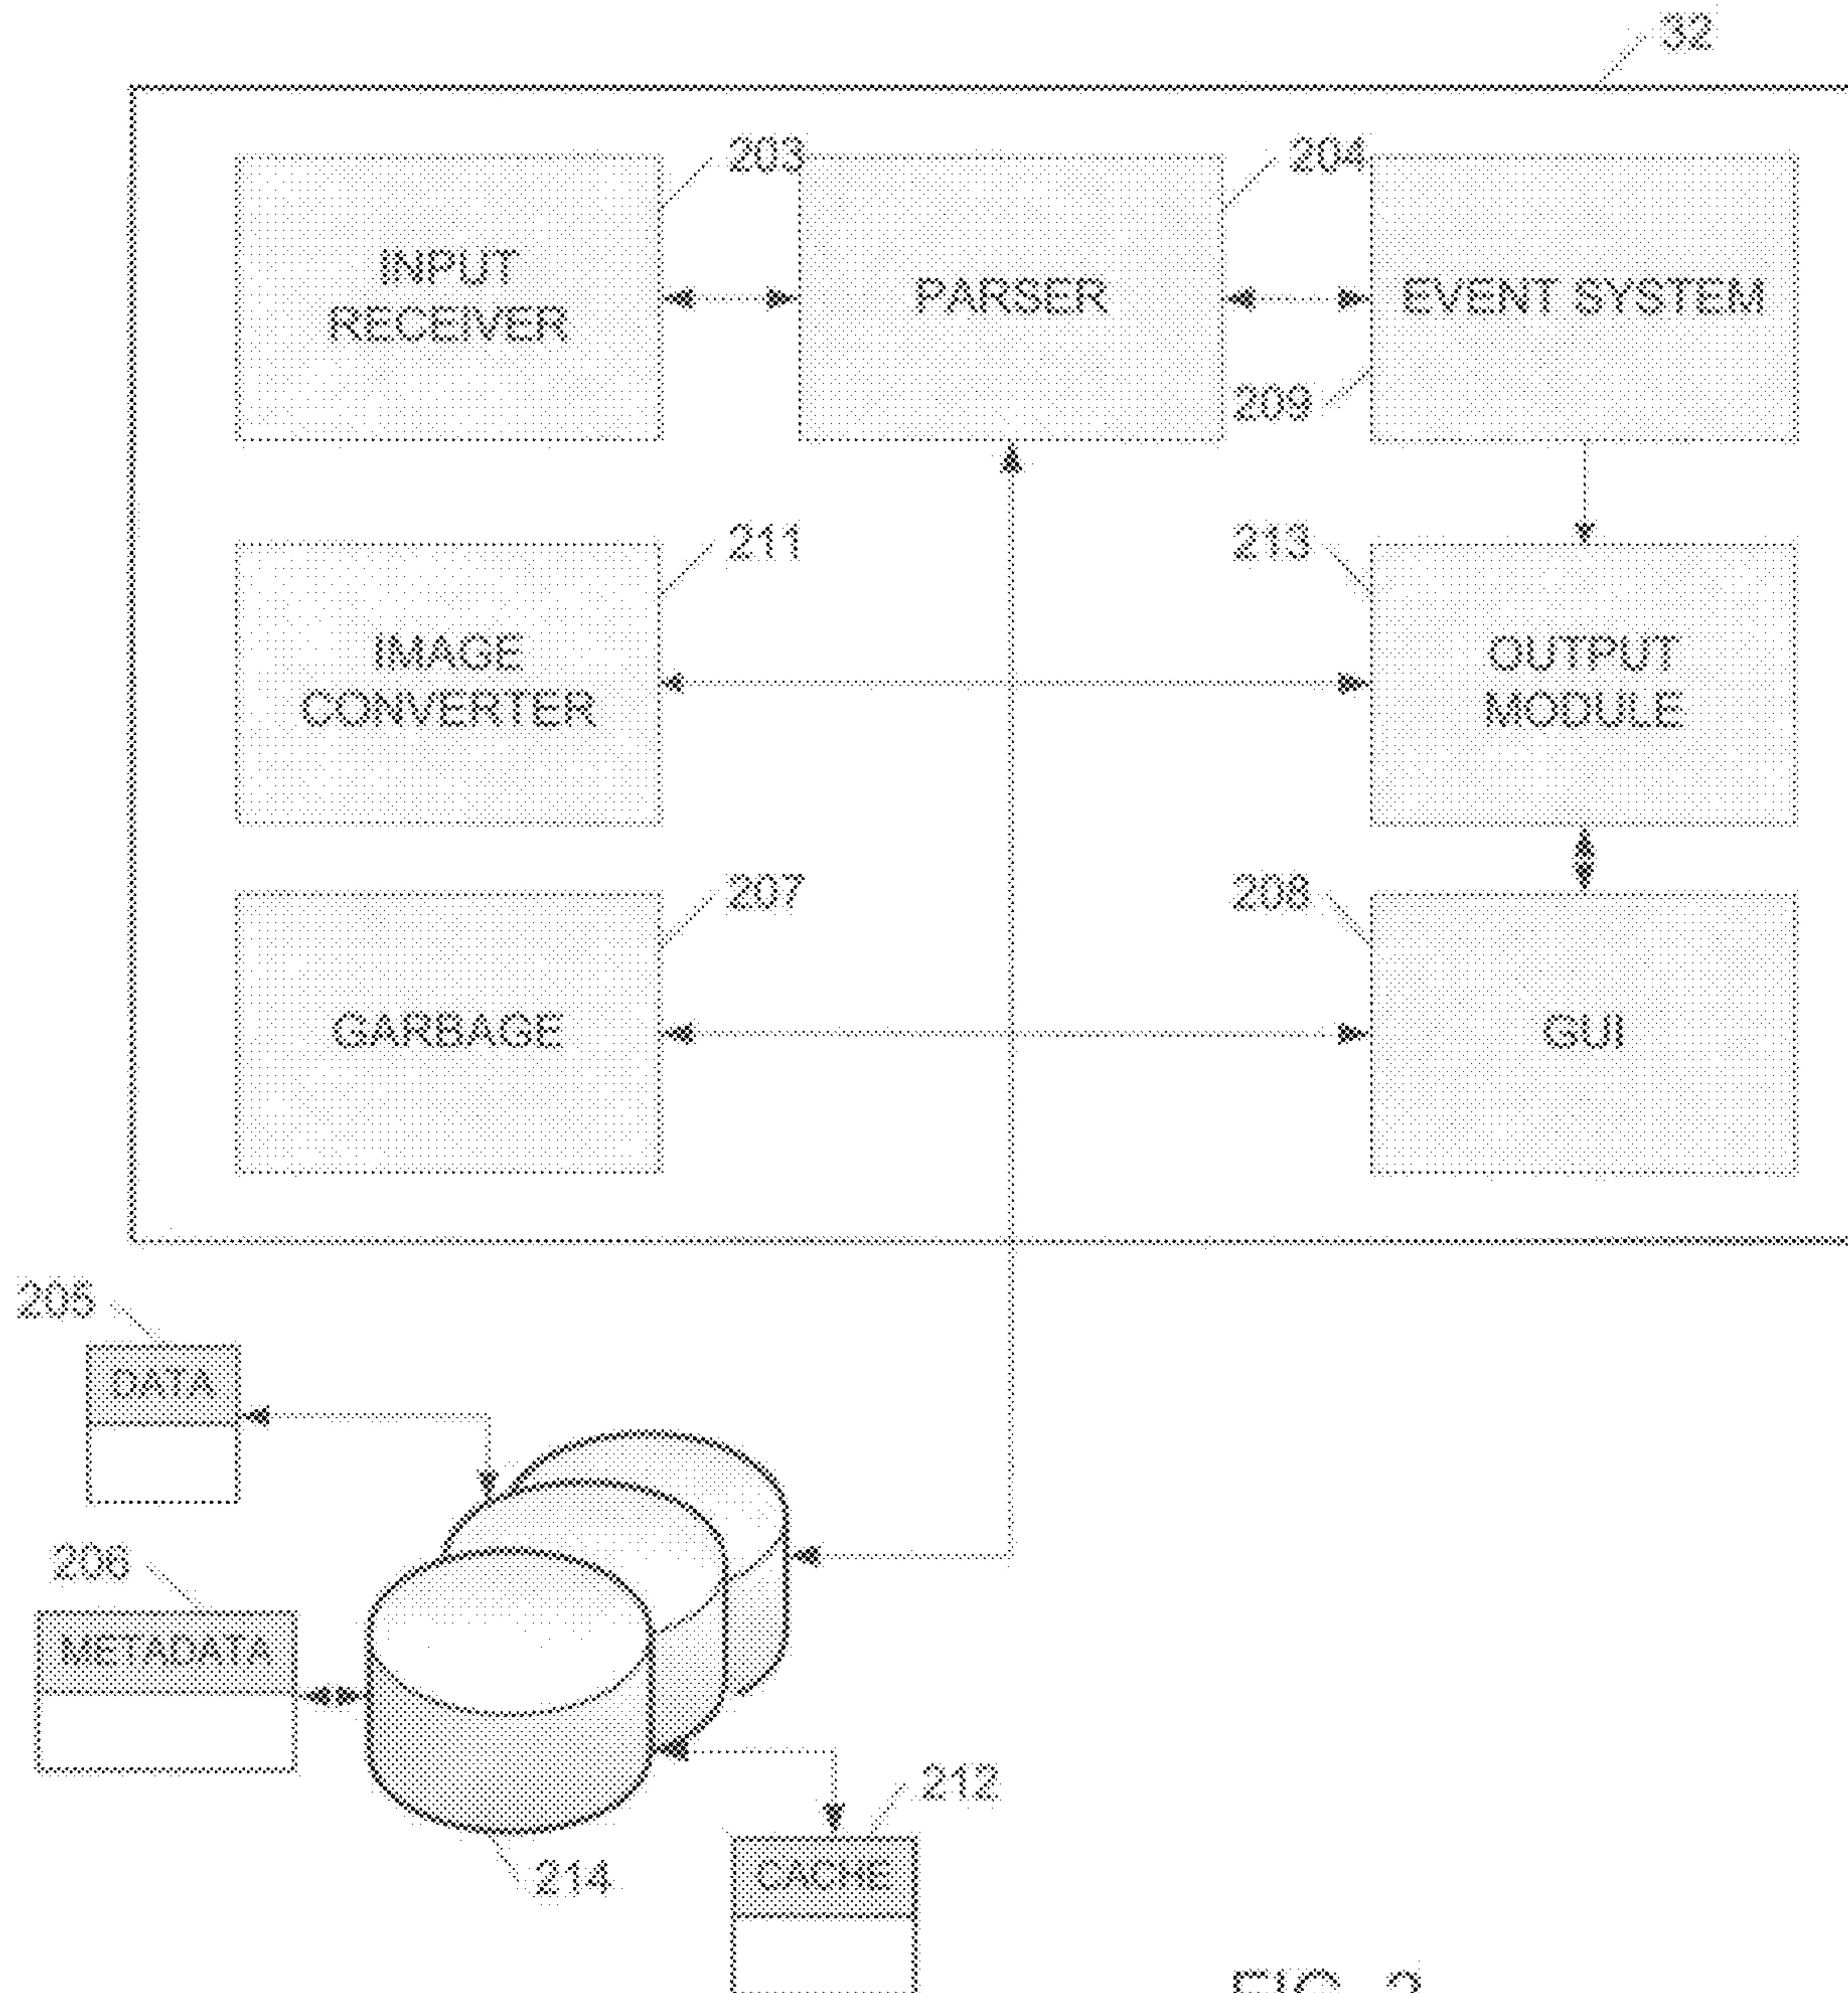 32
203
204
INPUT
RECEIVER
PARSER
EVENT SYSTEM
209
211
213
IMAGE
CONVERTER
OUTPUT
MODULE
207
208
GARBAGE
GUI
205
DATA
206
METADATA
212
214
CACHE
FIG.